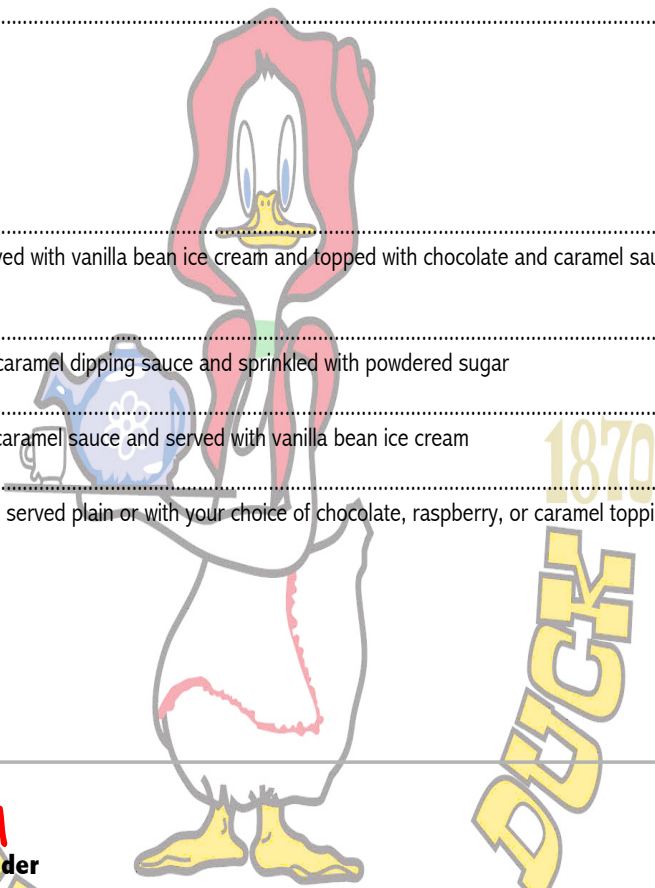 ved with vanilla bean ice cream and topped with chocolate and caramel sau
caramel dipping sauce and sprinkled with powdered sugar
caramel sauce and served with vanilla bean ice cream
1870
served plain or with your choice of chocolate, raspberry, or caramel toppi
DUCK
der